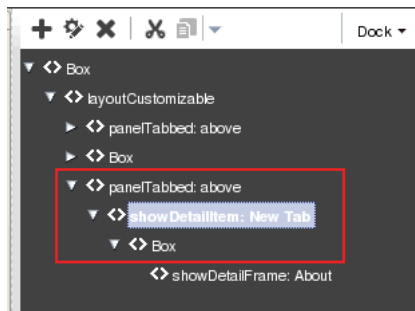 Dock
Box
layoutCustomizable
panelTabbed: above
Box
panelTabbed: above
showDetailItem: New Tab
Box
showDetailFrame: About